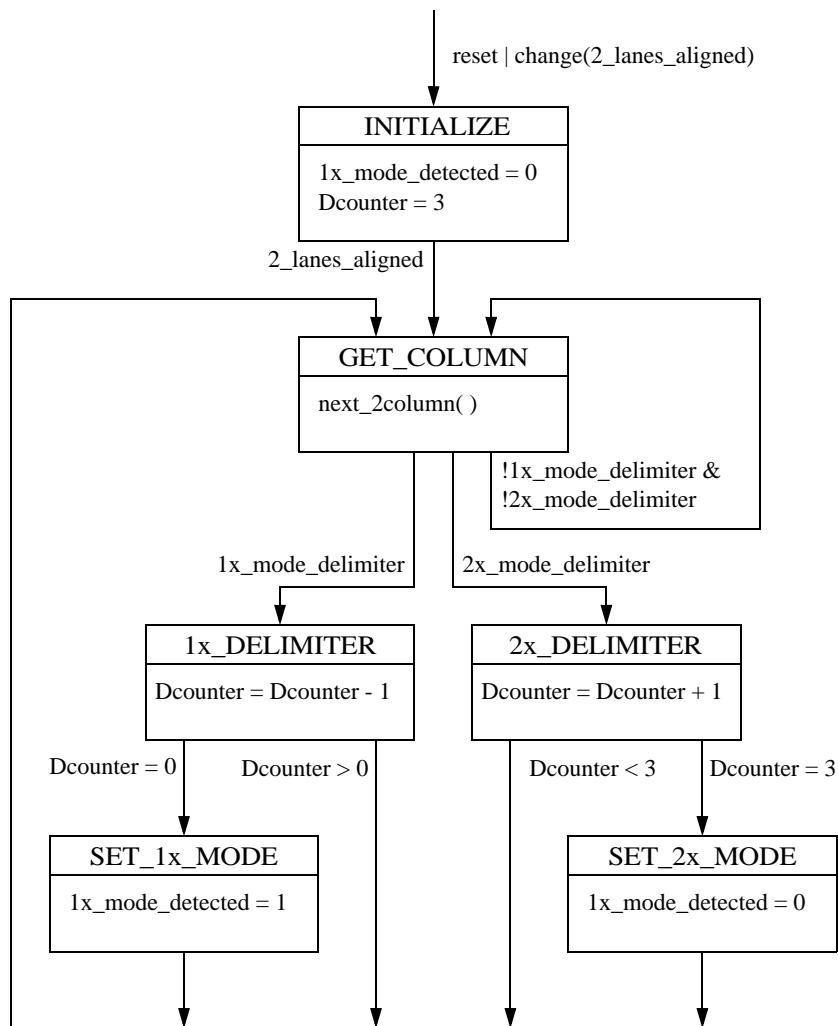 reset | change(2_lanes_aligned)
INITIALIZE
1x_mode_detected = 0
Dcounter = 3
2_lanes_aligned
GET_COLUMN
next_2column( )
!1x_mode_delimiter &
!2x_mode_delimiter
1x_mode_delimiter
2x_mode_delimiter
1x_DELIMITER
2x_DELIMITER
Dcounter = Dcounter - 1
Dcounter = Dcounter + 1
Dcounter = 0
Dcounter > 0
Dcounter < 3
Dcounter = 3
SET_1x_MODE
SET_2x_MODE
1x_mode_detected = 1
1x_mode_detected = 0